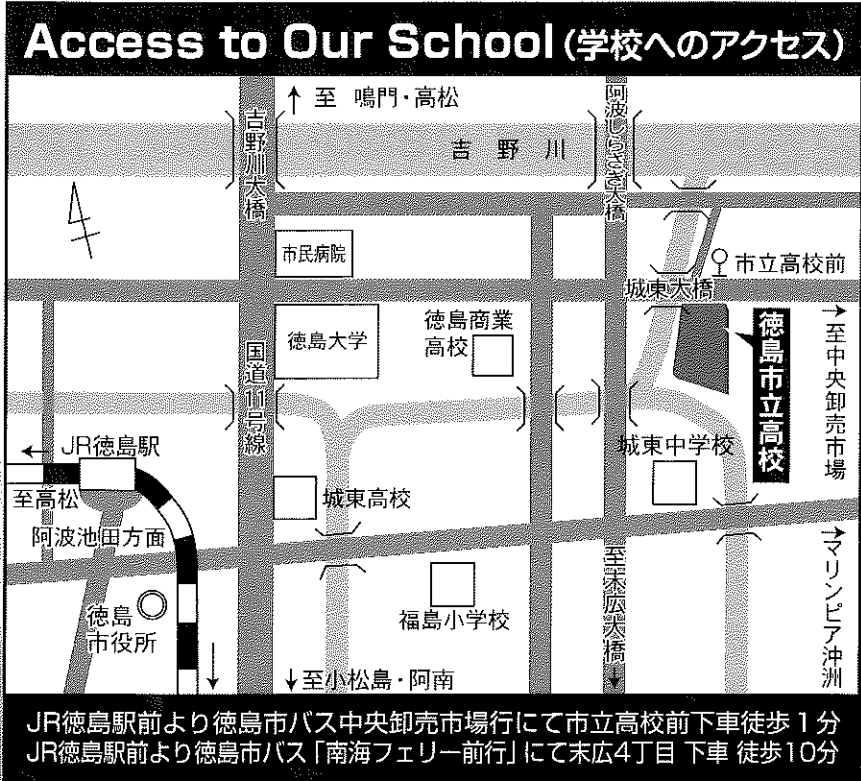 Access to Our School (学校へのアクセス)
↑ 至 鳴門・高松
吉野川大橋
吉野川
阿波しらさぎ大橋
市民病院
市立高校前
城東大橋
徳島大学
徳島商業
高校
徳島市立高校
→至中央卸売市場
国道11号線
← JR徳島駅
至高松
阿波池田方面
城東高校
城東中学校
徳島
市役所
福島小学校
至末広大橋↓
→マリンピア沖洲
↓
↓至小松島・阿南
JR徳島駅前より徳島市バス中央卸売市場行にて市立高校前下車徒歩1分
JR徳島駅前より徳島市バス「南海フェリー前行」にて末広4丁目 下車 徒歩10分